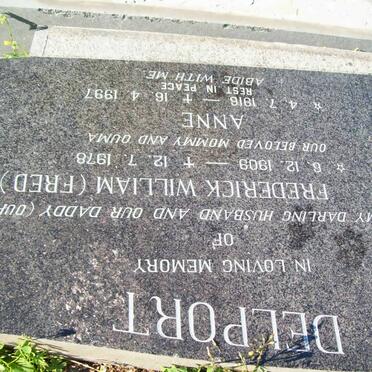 DELPORT
IN LOVING MEMORY
OF
MY DARLING HUSBAND AND OUR DADDY
FREDERICK WILLIAM (FRED)
☆ 6. 12. 1909 — † 12. 7. 1978
OUR BELOVED MOMMY AND OUMA
ANNE
☆ 4. 7. 1916 — † 16. 4. 1997
REST IN PEACE
ABIDE WITH ME.